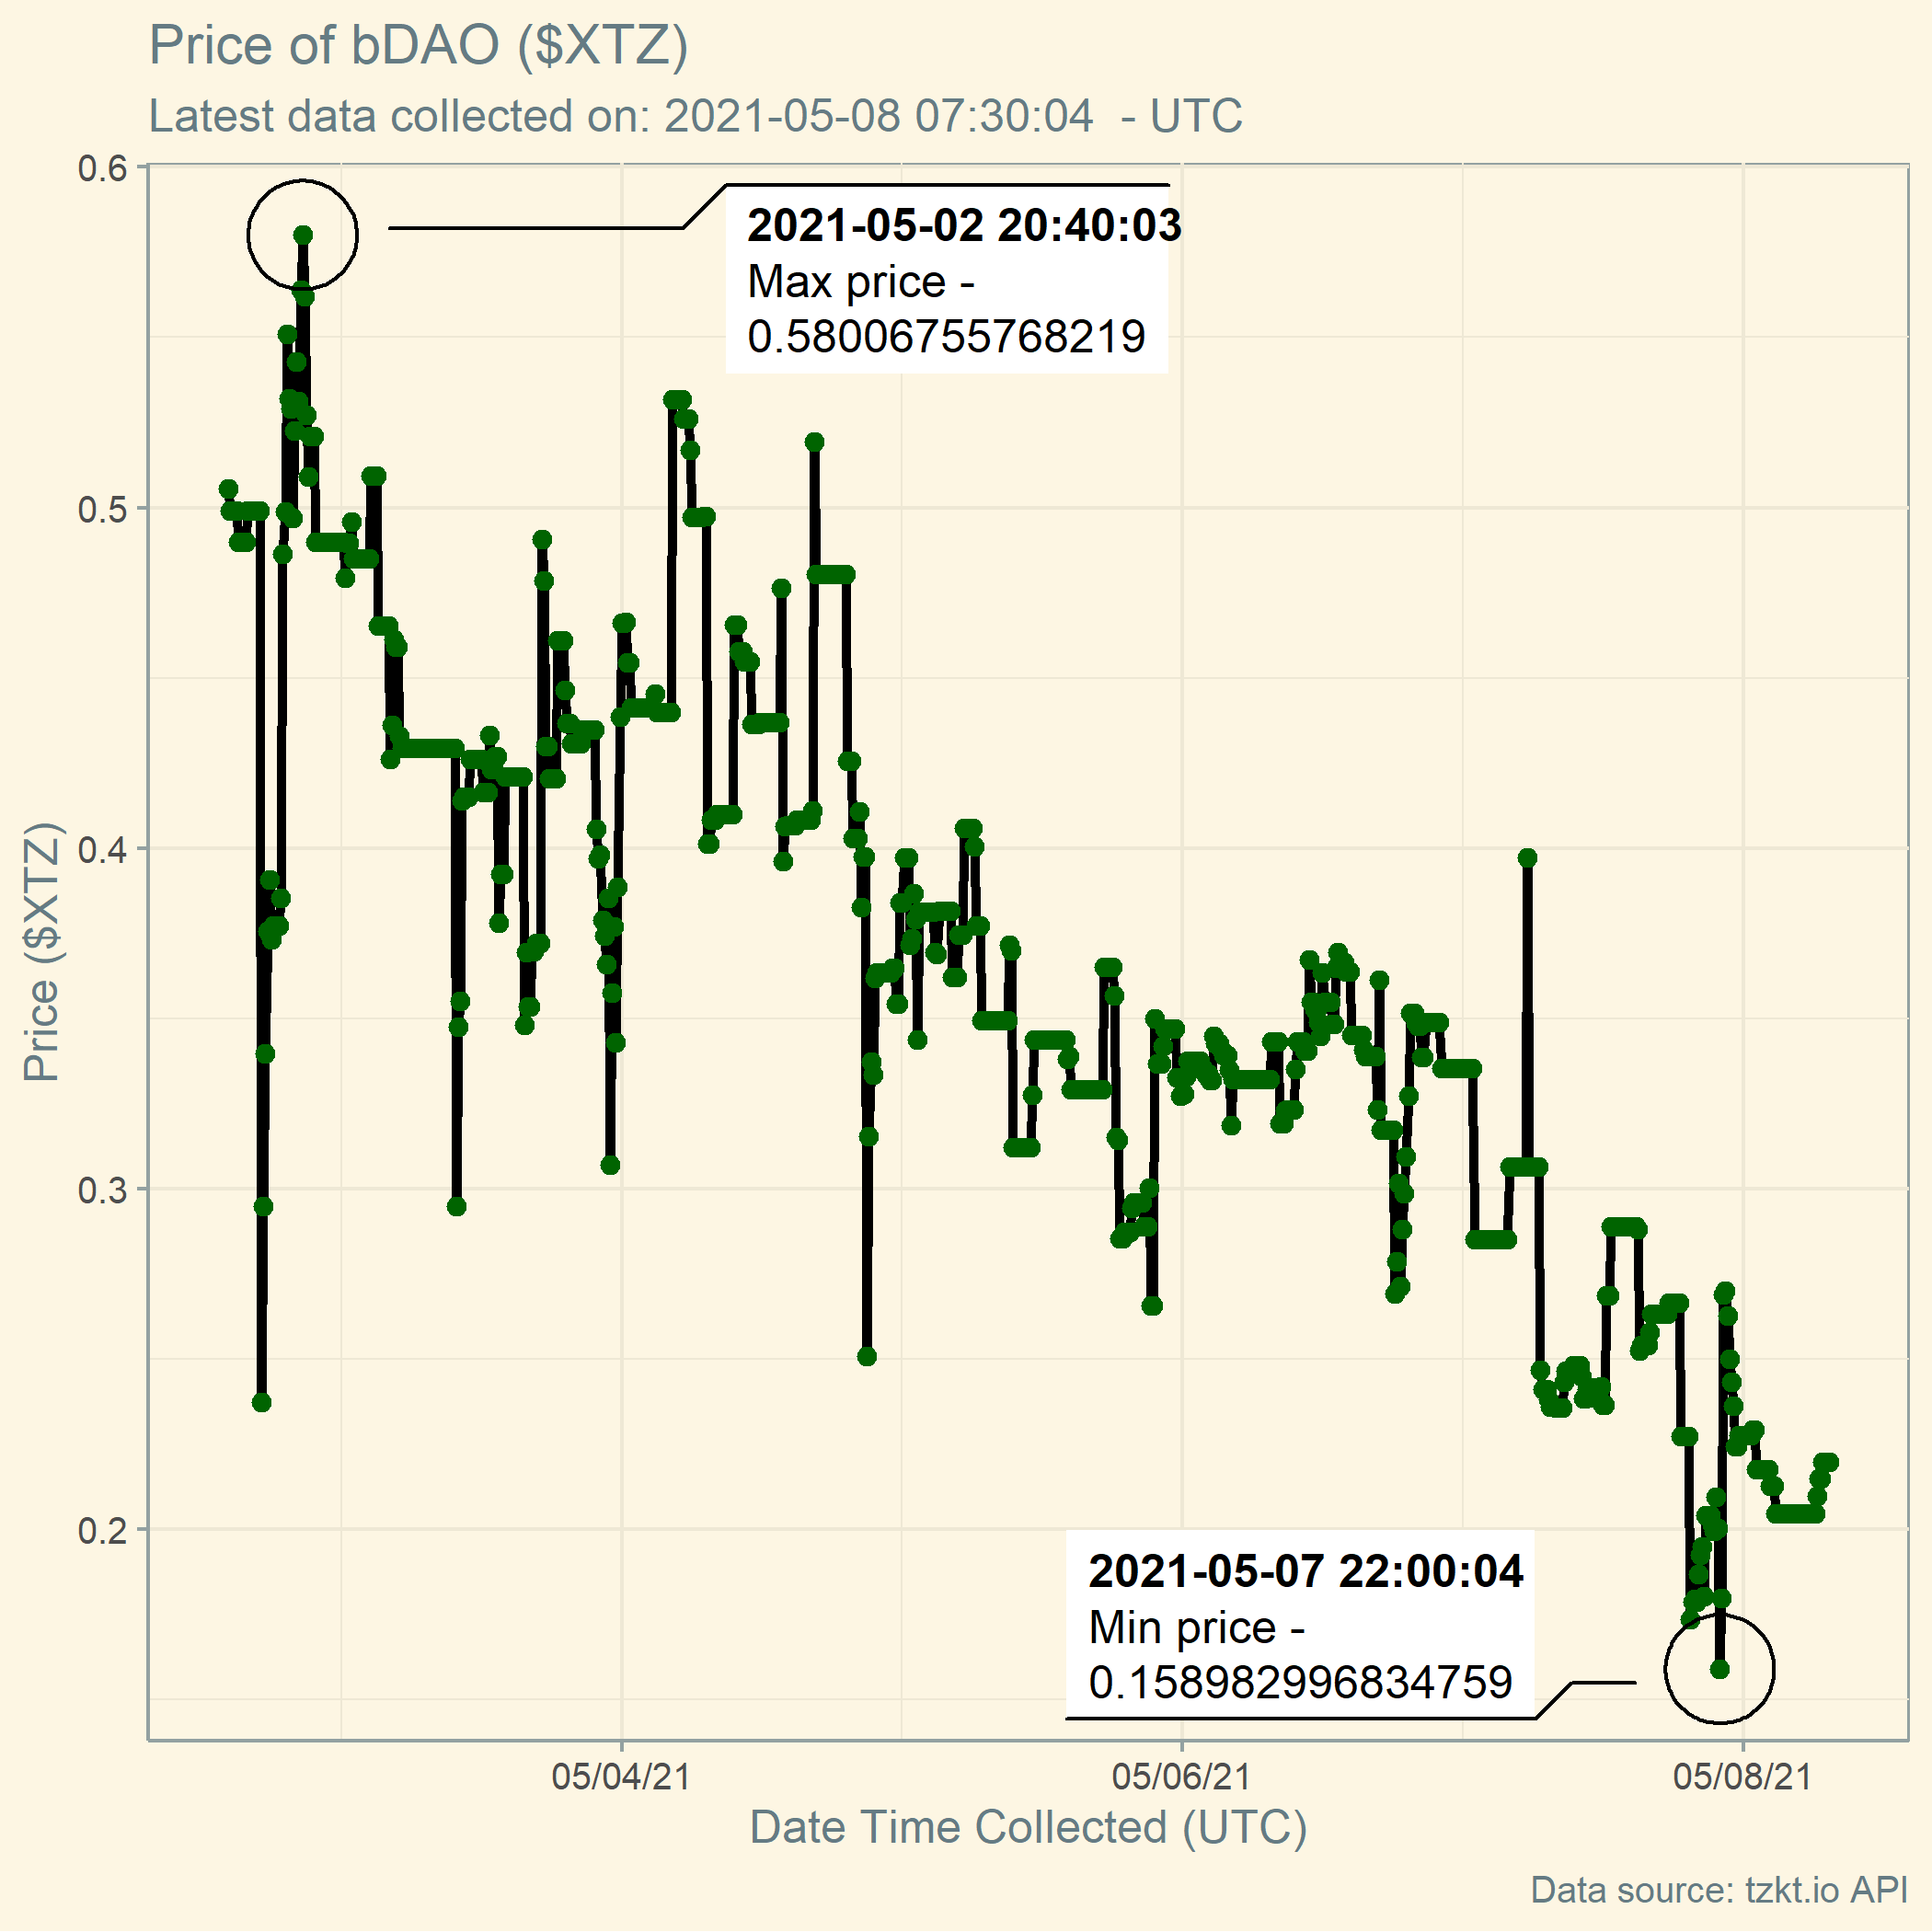 Price of bDAO ($XTZ)
Latest data collected on: 2021-05-08 07:30:04  - UTC
0.6
0.5
0.4
0.3
0.2
Price ($XTZ)
2021-05-02 20:40:03
Max price -
0.58006755768219
2021-05-07 22:00:04
Min price -
0.158982996834759
05/04/21
05/06/21
05/08/21
Date Time Collected (UTC)
Data source: tzkt.io API